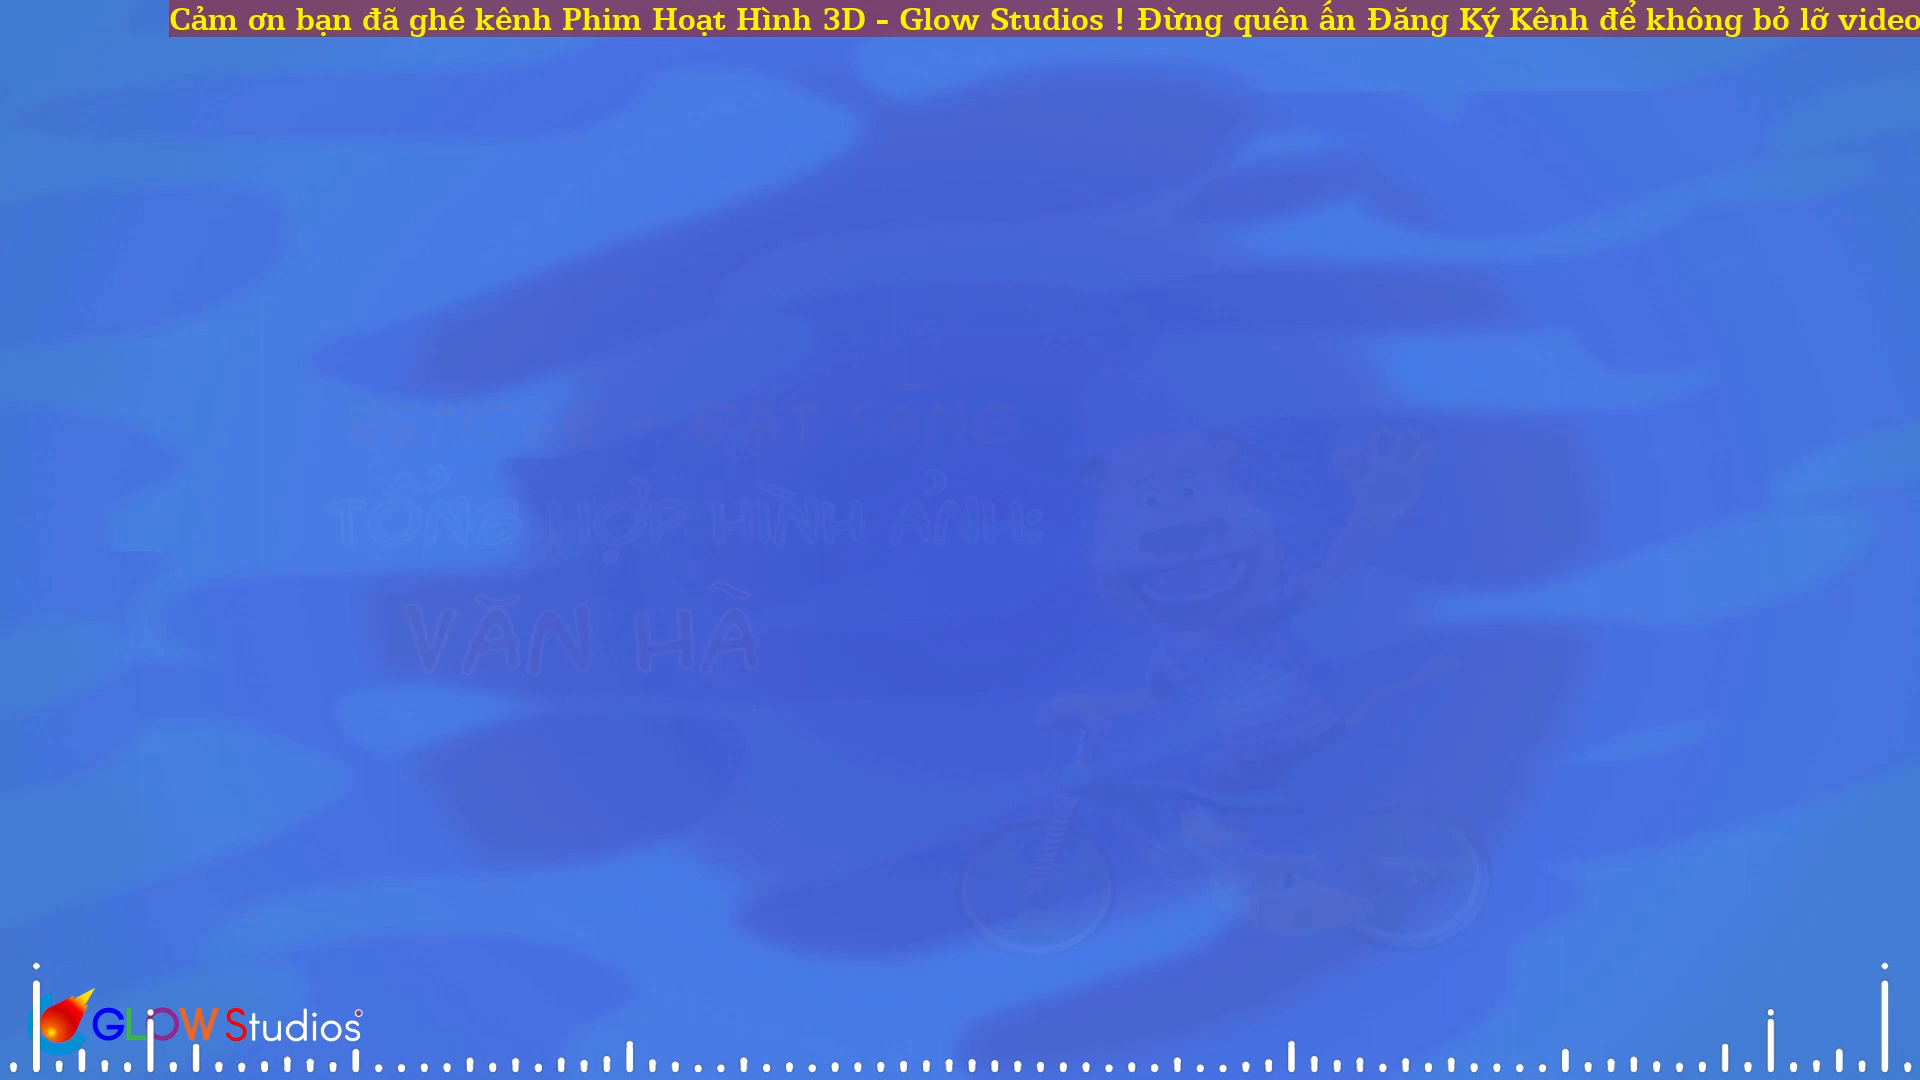 Cảm ơn bạn đã ghé kênh Phim Hoạt Hình 3D – Glow Studios ! Đừng quên ấn Đăng Ký Kênh để không bỏ lỡ video
TỔNG HỢP HÌNH ẢNH:
VĂN HÀ
GLOW Studios